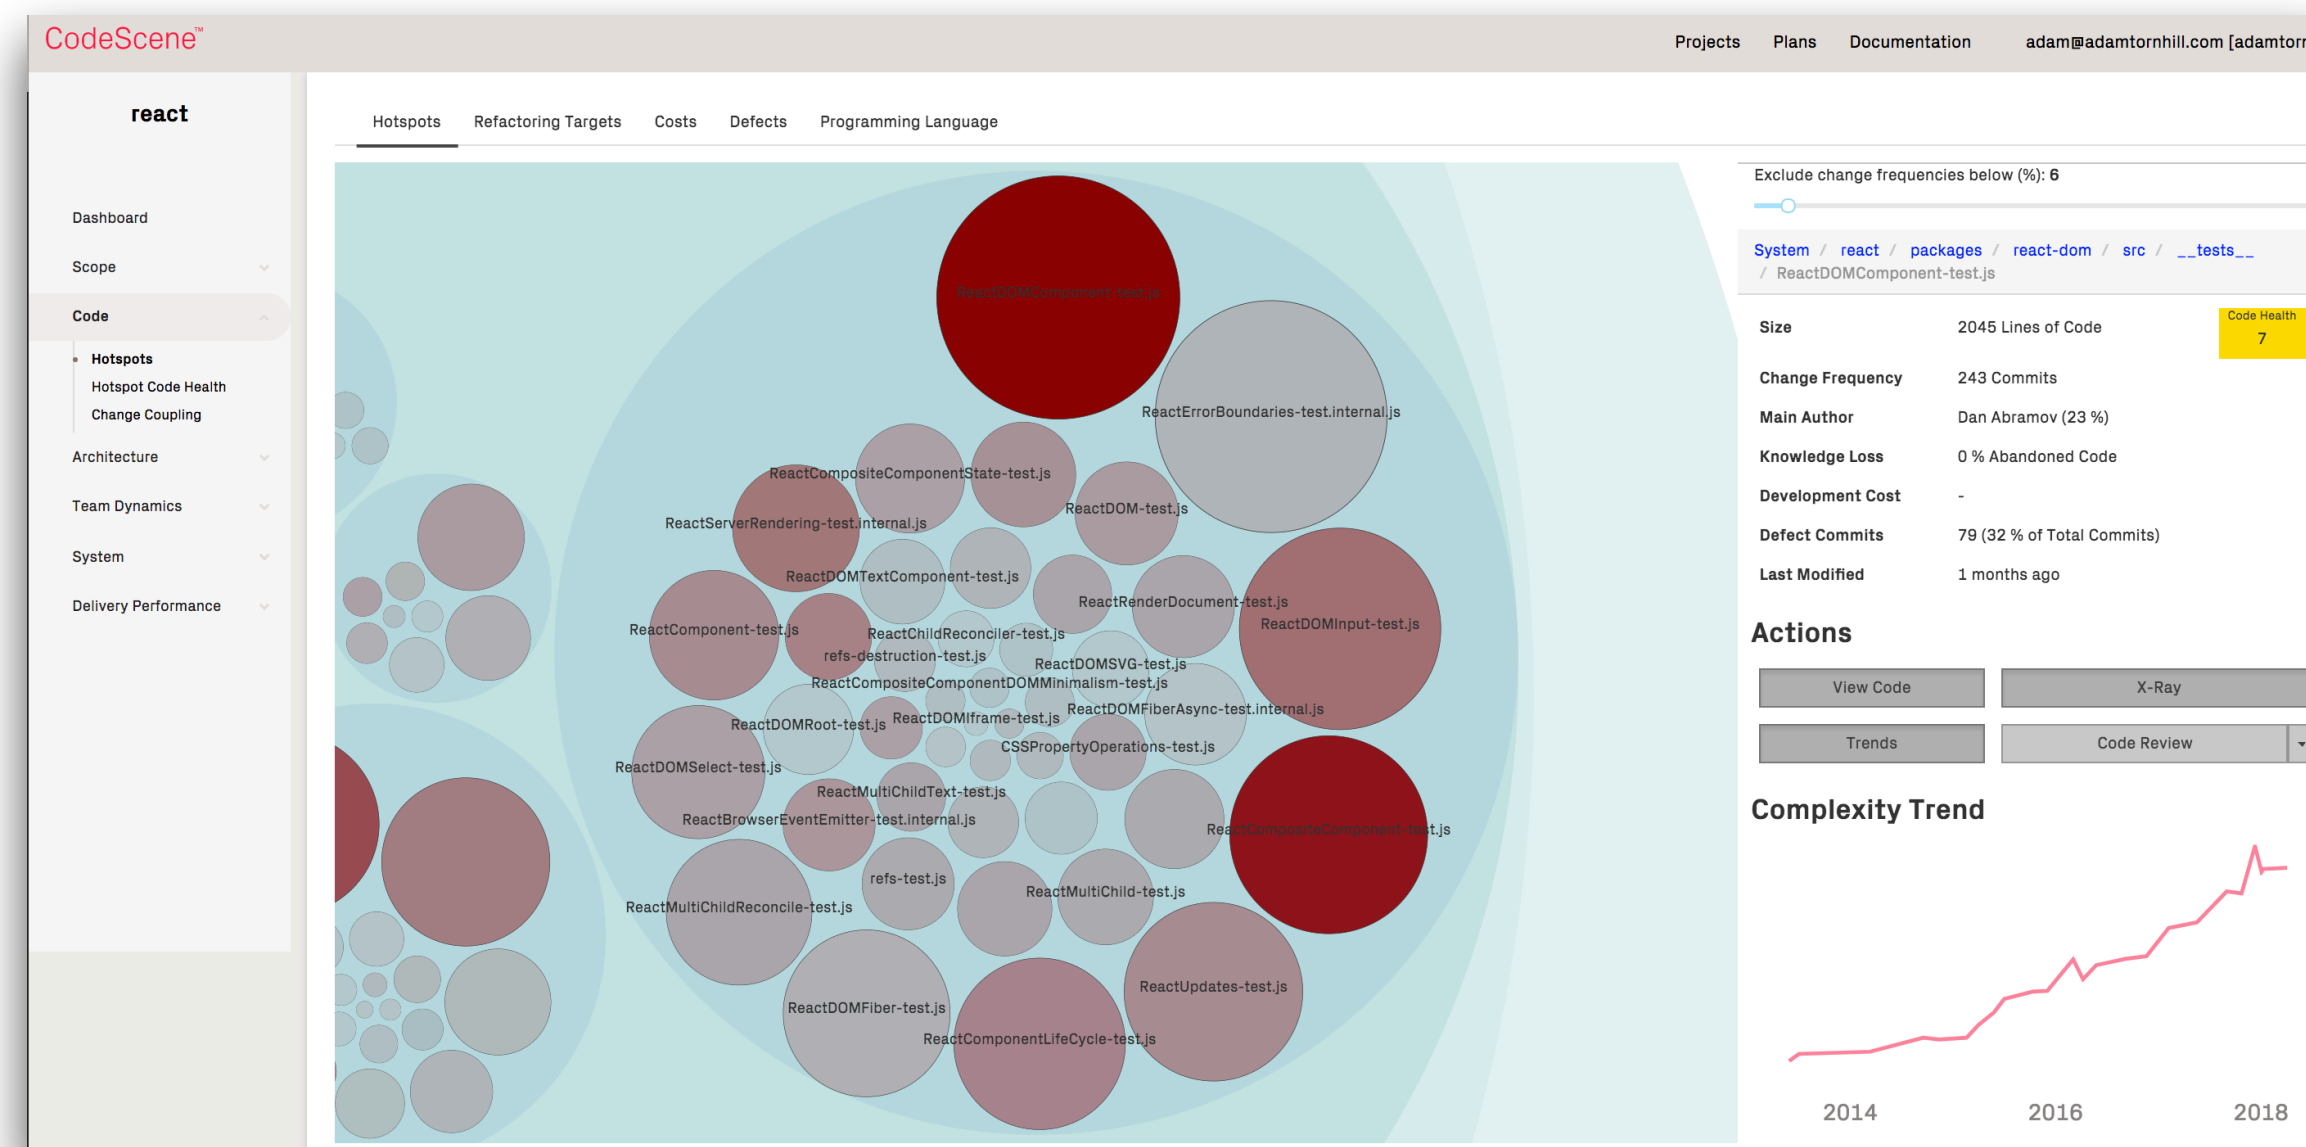 CodeScene™
Projects Plans Documentation adam@adamtornhill.com [adamtorn
react
Dashboard
Scope
Code
Hotspots
Hotspot Code Health
Change Coupling
Architecture
Team Dynamics
System
Delivery Performance
Hotspots Refactoring Targets Costs Defects Programming Language
ReactDOMComponent-test.js
ReactErrorBoundaries-test.internal.js
ReactCompositeComponentState-test.js
ReactDOM-test.js
ReactServerRendering-test.internal.js
ReactDOMTextComponent-test.js
ReactRenderDocument-test.js
ReactDOMInput-test.js
ReactComponent-test.js
ReactChildReconciler-test.js
refs-destruction-test.js
ReactDOMSVG-test.js
ReactCompositeComponentDOMMinimalism-test.js
ReactDOMFiberAsync-test.internal.js
ReactDOMRoot-test.js
ReactDOMIframe-test.js
CSSPropertyOperations-test.js
ReactDOMSelect-test.js
ReactMultiChildText-test.js
ReactBrowserEventEmitter-test.internal.js
ReactCompositeComponent-test.js
refs-test.js
ReactMultiChild-test.js
ReactMultiChildReconcile-test.js
ReactUpdates-test.js
ReactDOMFiber-test.js
ReactComponentLifeCycle-test.js
Exclude change frequencies below (%): 6
System / react / packages / react-dom / src / __tests__
/ ReactDOMComponent-test.js
Size 2045 Lines of Code
Code Health
7
Change Frequency 243 Commits
Main Author Dan Abramov (23 %)
Knowledge Loss 0 % Abandoned Code
Development Cost -
Defect Commits 79 (32 % of Total Commits)
Last Modified 1 months ago
Actions
View Code X-Ray
Trends Code Review
Complexity Trend
2014 2016 2018